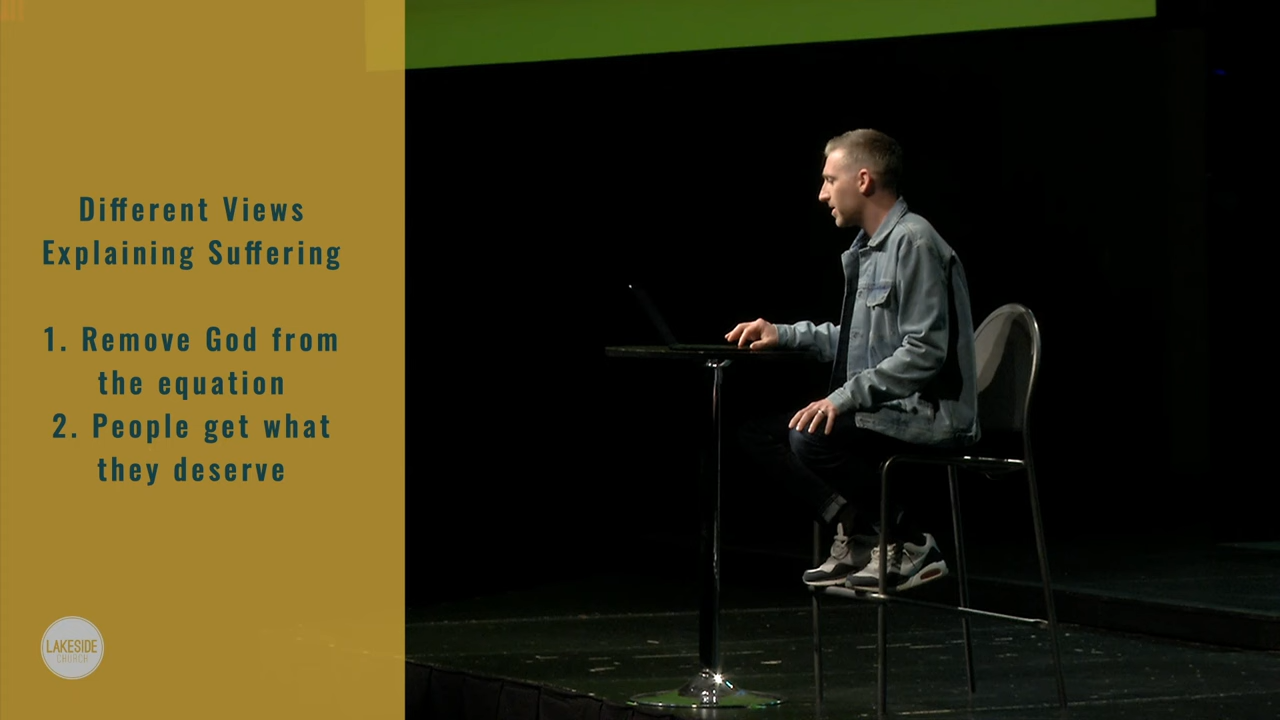 Different Views
Explaining Suffering
1. Remove God from
the equation
2. People get what
they deserve
LAKESIDE
CHURCH